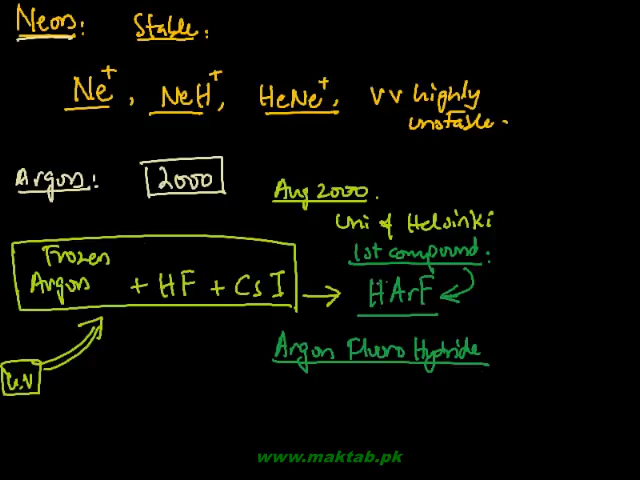 Neon: Stable:
Ne+, NeH+, HeNe+, VV highly
unstable.
Argon: 2000
Aug 2000.
Uni of Helsinki
1st compound:
Frozen
Argon + HF + CsI → HArF
Argon Fluoro Hydride
U.V
www.maktab.pk